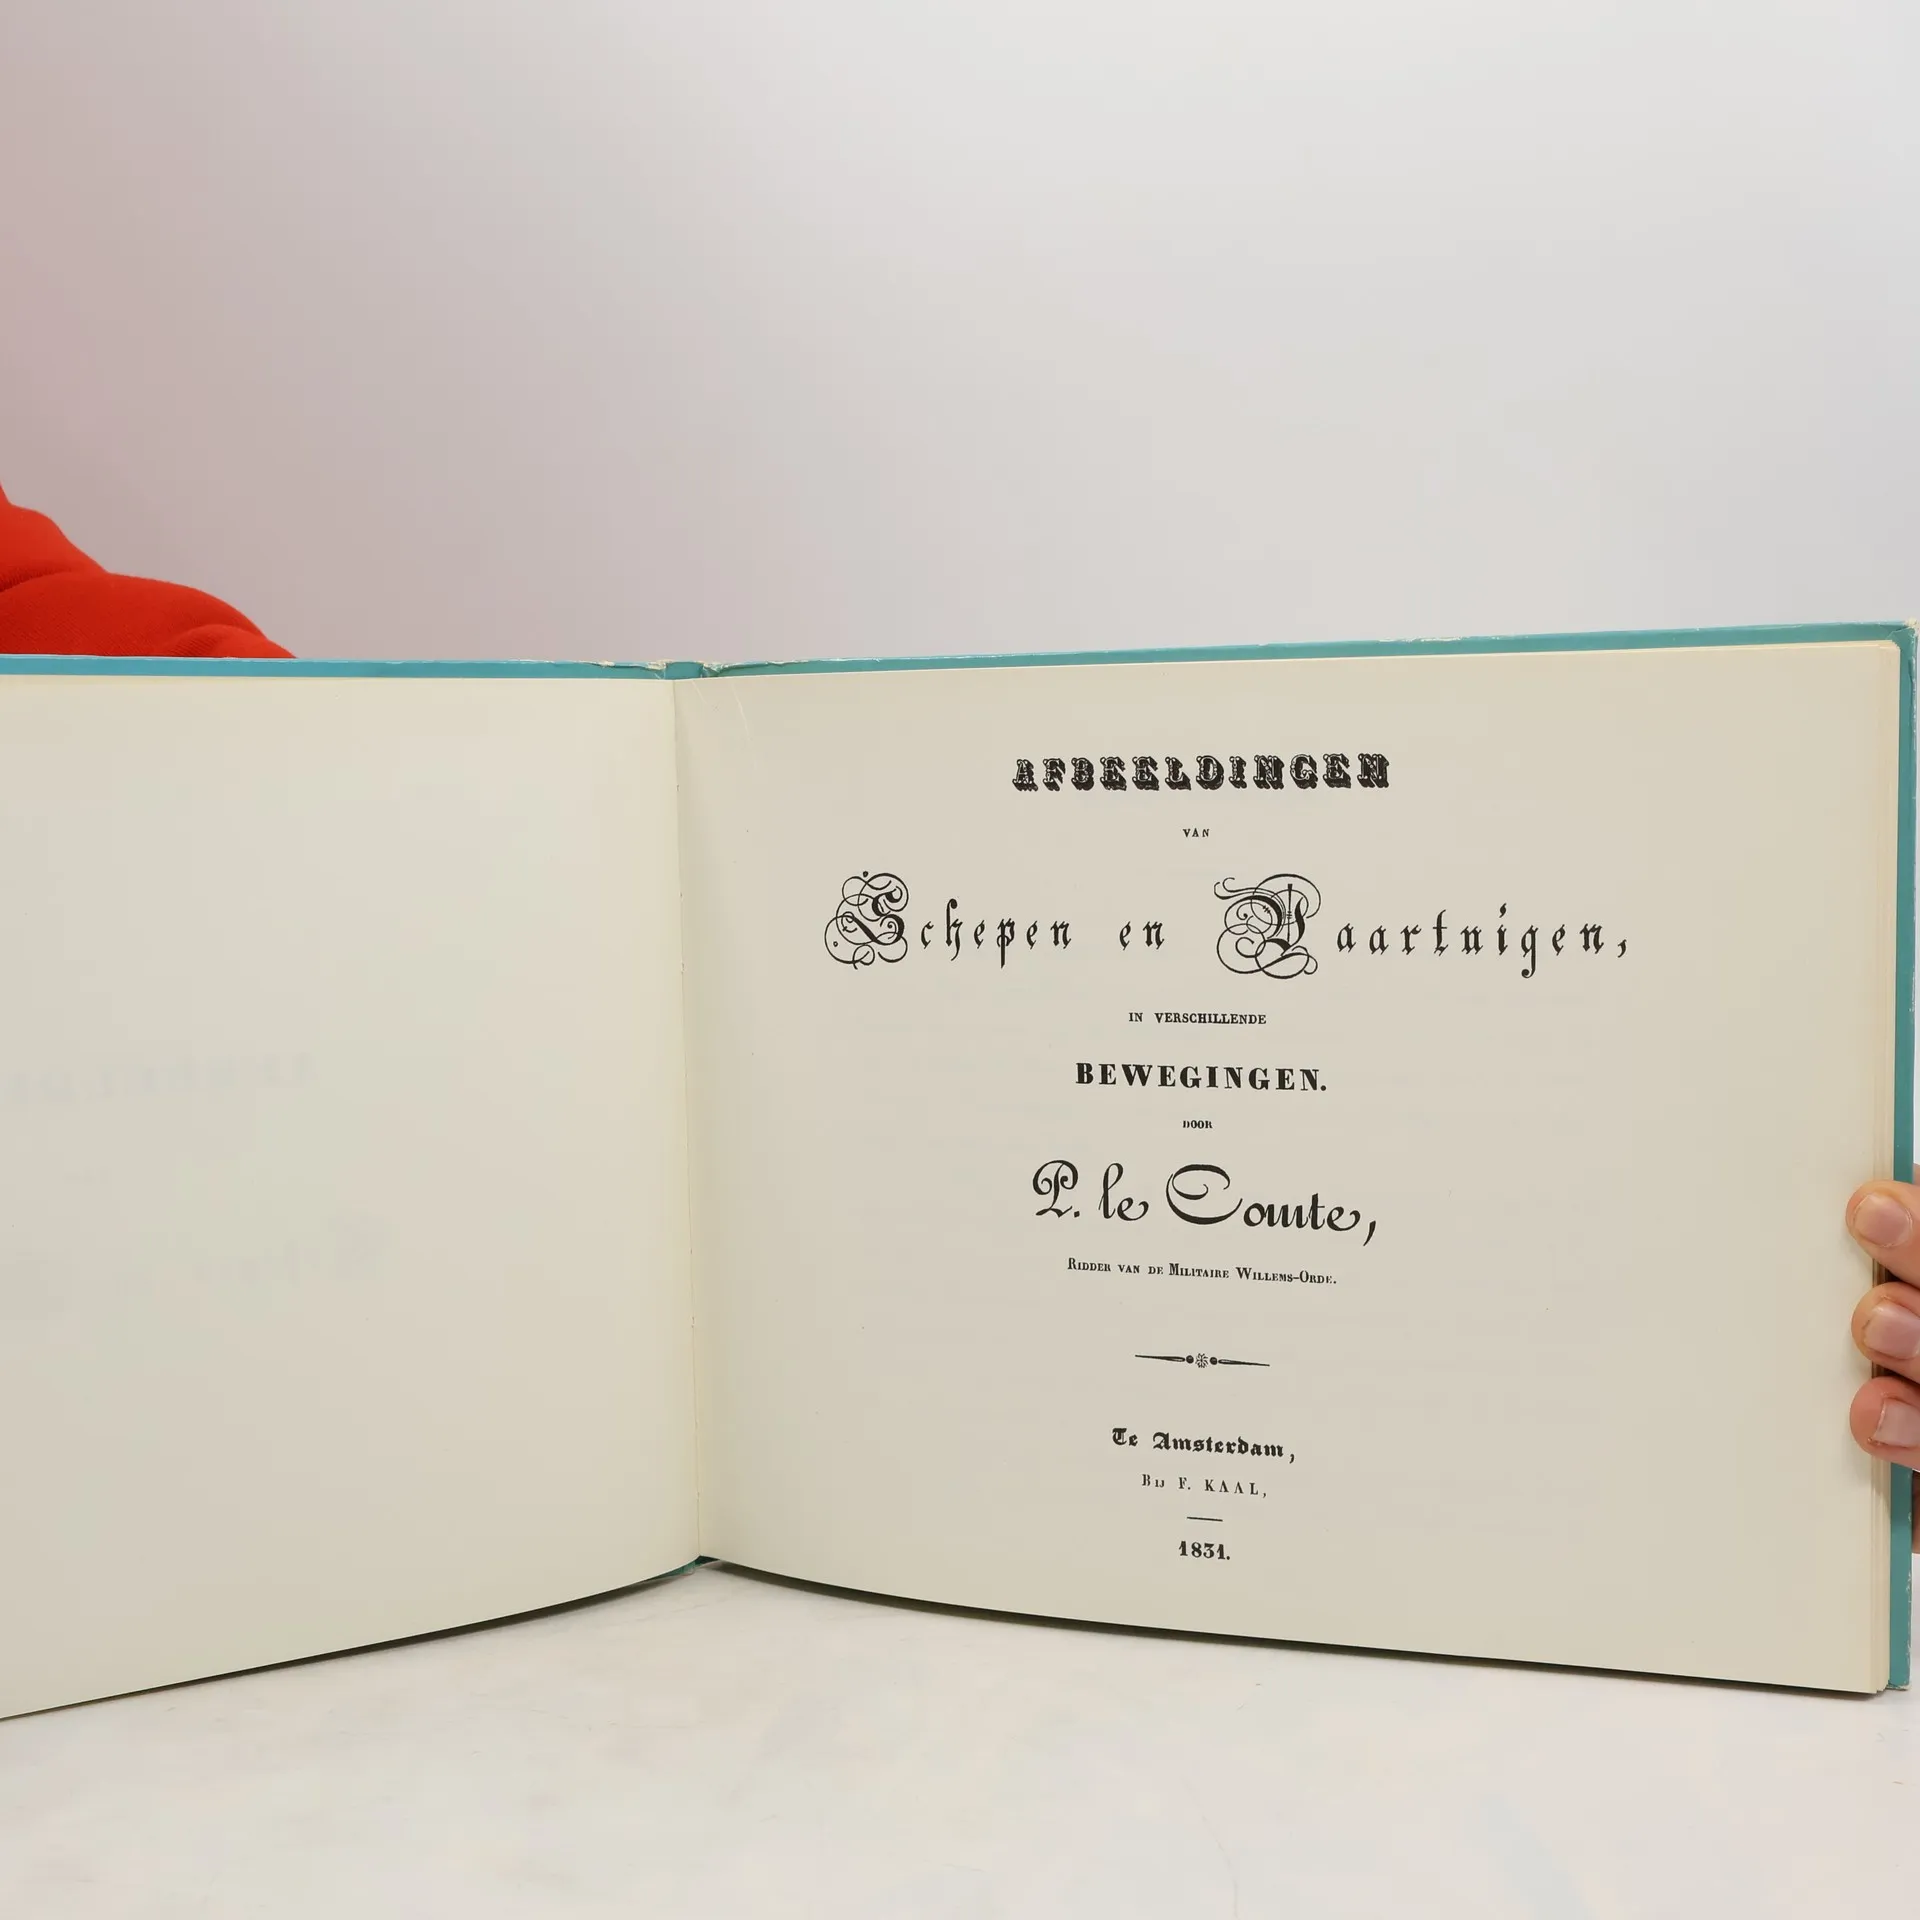 AFBEELDINGEN
VAN
Schepen en Vaartuigen,
IN VERSCHILLENDE
BEWEGINGEN.
DOOR
P. le Comte,
RIDDER VAN DE MILITAIRE WILLEMS-ORDE.
Te Amsterdam,
BIJ F. KAAL,
1831.